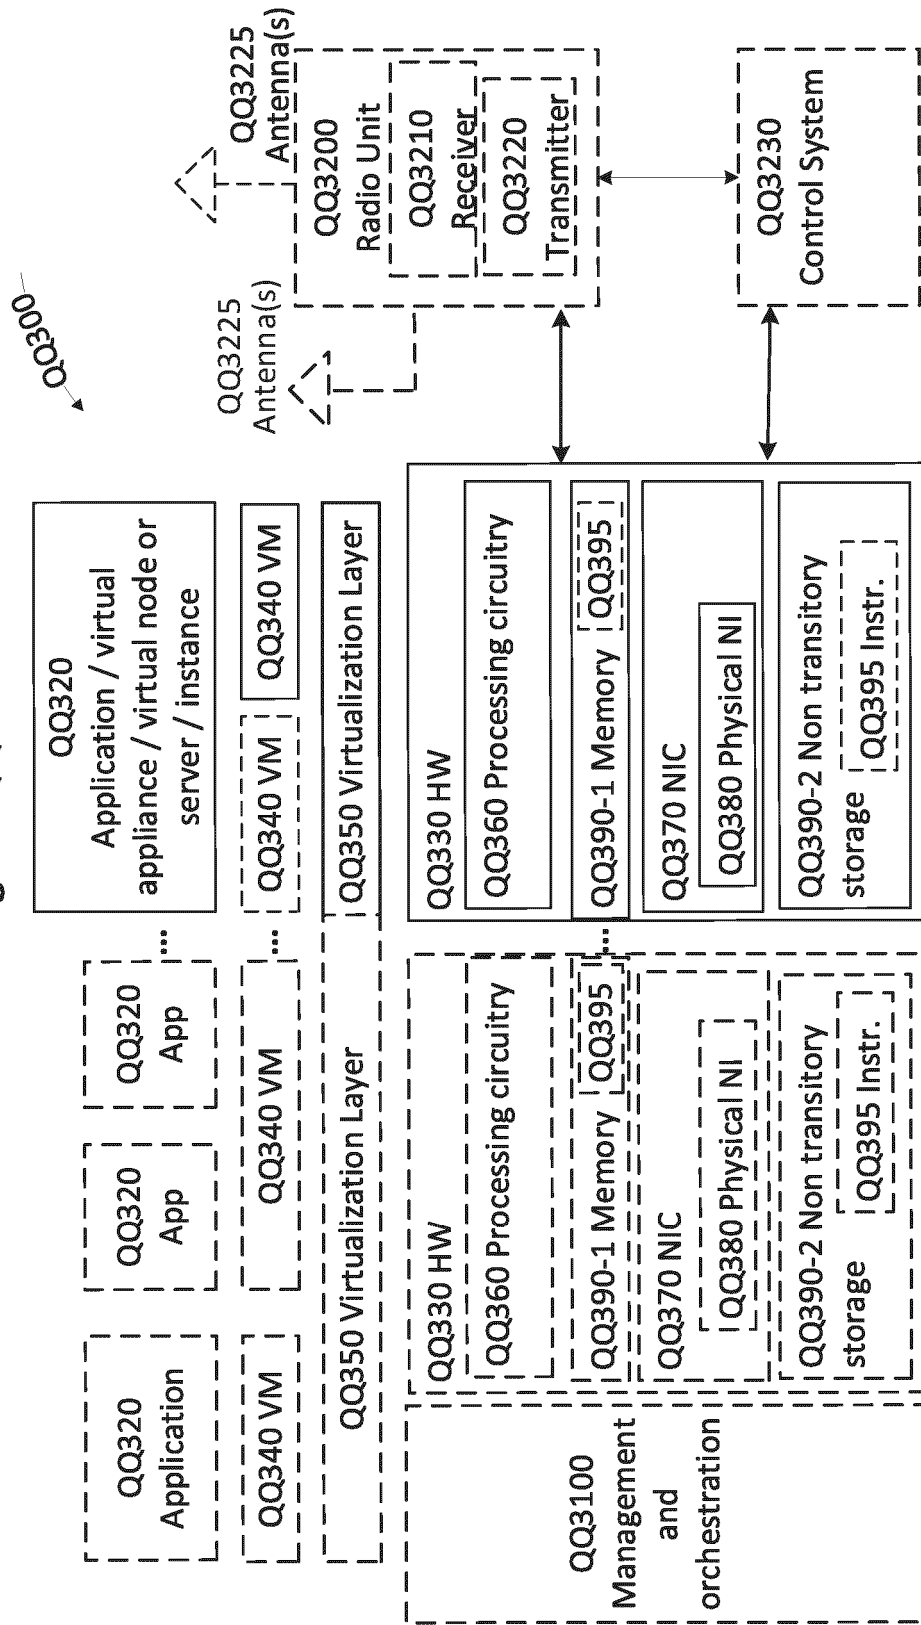 QQ300
QQ320
Application
QQ320
App
QQ320
App
...
QQ320
Application / virtual
appliance / virtual node or
server / instance
QQ340 VM
QQ340 VM
...
QQ340 VM
QQ340 VM
QQ350 Virtualization Layer
QQ350 Virtualization Layer
QQ3100
Management
and
orchestration
QQ330 HW
QQ360 Processing circuitry
QQ390-1 Memory
QQ395
QQ370 NIC
QQ380 Physical NI
QQ390-2 Non transitory
storage
QQ395 Instr.
...
QQ330 HW
QQ360 Processing circuitry
QQ390-1 Memory
QQ395
QQ370 NIC
QQ380 Physical NI
QQ390-2 Non transitory
storage
QQ395 Instr.
QQ3225
Antenna(s)
QQ3225
Antenna(s)
QQ3200
Radio Unit
QQ3210
Receiver
QQ3220
Transmitter
QQ3230
Control System